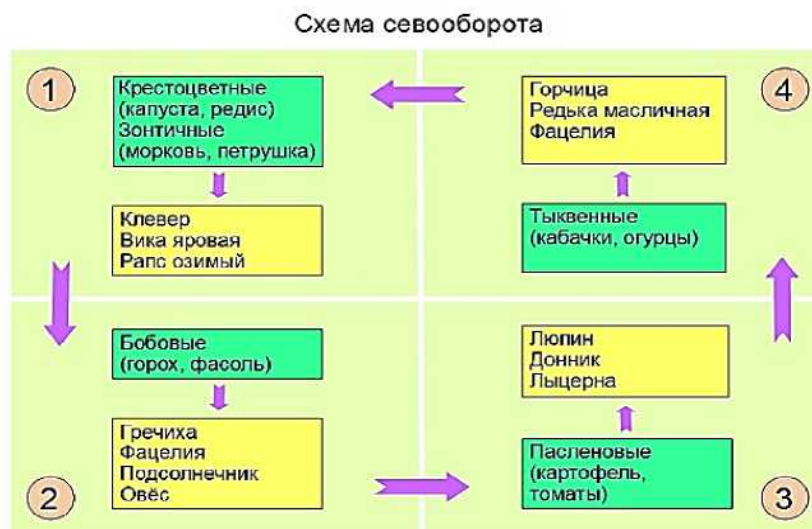 Схема севооборота
1
Крестоцветные
(капуста, редис)
Зонтичные
(морковь, петрушка)
Клевер
Вика яровая
Рапс озимый
2
Бобовые
(горох, фасоль)
Гречиха
Фацелия
Подсолнечник
Овёс
3
Люпин
Донник
Лыцерна
Пасленовые
(картофель,
томаты)
4
Горчица
Редька масличная
Фацелия
Тыквенные
(кабачки, огурцы)